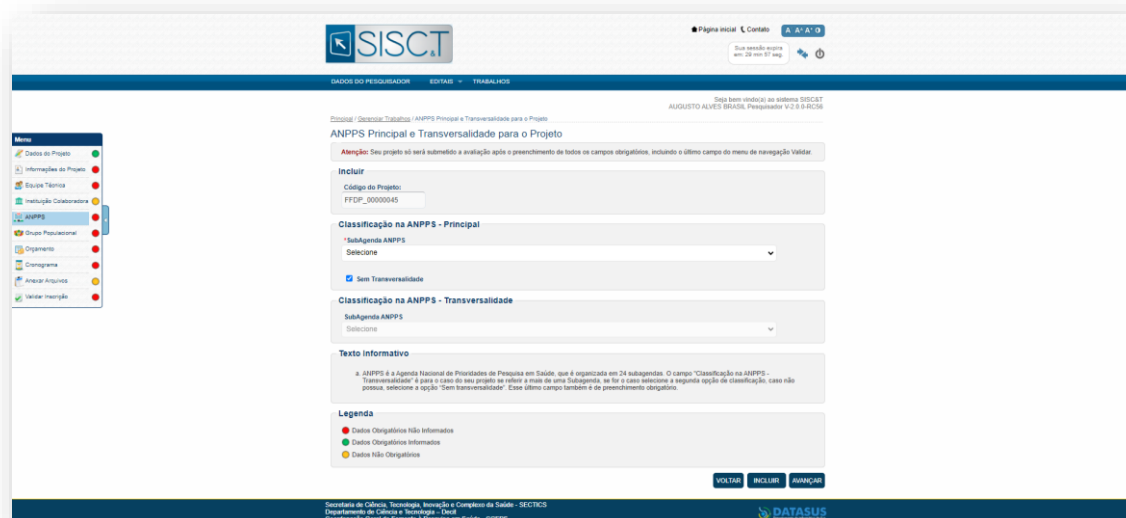 SISC&T
Página inicial Contato A A+ A-
Sua sessão expira
em: 29 min 57 seg.
DADOS DO PESQUISADOR EDITAIS TRABALHOS
Seja bem vindo(a) ao sistema SISC&T
AUGUSTO ALVES BRASIL Pesquisador V-2.0.0-RC56
Principal / Gerenciar Trabalhos / ANPPS Principal e Transversalidade para o Projeto
ANPPS Principal e Transversalidade para o Projeto
Atenção: Seu projeto só será submetido a avaliação após o preenchimento de todos os campos obrigatórios, incluindo o último campo do menu de navegação Validar.
Menu
Dados do Projeto
Informações do Projeto
Equipe Técnica
Instituição Colaboradora
ANPPS
Grupo Populacional
Orçamento
Cronograma
Anexar Arquivos
Validar Inscrição
Incluir
Código do Projeto:
FFDP_00000045
Classificação na ANPPS - Principal
*SubAgenda ANPPS
Selecione
Sem Transversalidade
Classificação na ANPPS - Transversalidade
SubAgenda ANPPS
Selecione
Texto Informativo
a. ANPPS é a Agenda Nacional de Prioridades de Pesquisa em Saúde, que é organizada em 24 subagendas. O campo "Classificação na ANPPS -
Transversalidade" é para o caso do seu projeto se referir a mais de uma Subagenda, se for o caso selecione a segunda opção de classificação, caso não
possua, selecione a opção "Sem transversalidade". Esse último campo também é de preenchimento obrigatório.
Legenda
Dados Obrigatórios Não Informados
Dados Obrigatórios Informados
Dados Não Obrigatórios
VOLTAR INCLUIR AVANÇAR
Secretaria de Ciência, Tecnologia, Inovação e Complexo da Saúde - SECTICS
Departamento de Ciência e Tecnologia – Decit
DATASUS